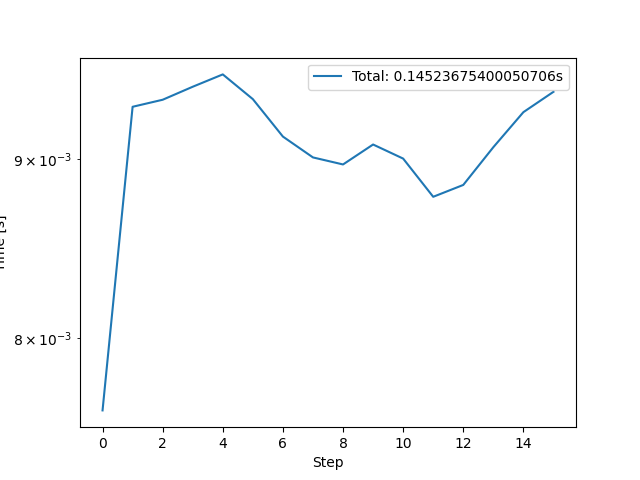 Total: 0.14523675400050706s
9 × 10⁻³
8 × 10⁻³
[s]
0 2 4 6 8 10 12 14
Step